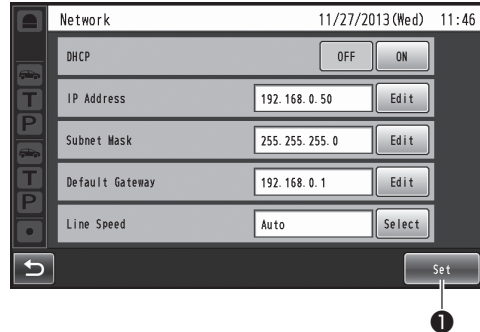 Network 11/27/2013(Wed) 11:46
DHCP OFF ON
T
IP Address 192.168.0.50 Edit
P
Subnet Mask 255.255.255.0 Edit
T
Default Gateway 192.168.0.1 Edit
P
Line Speed Auto Select
Set
1